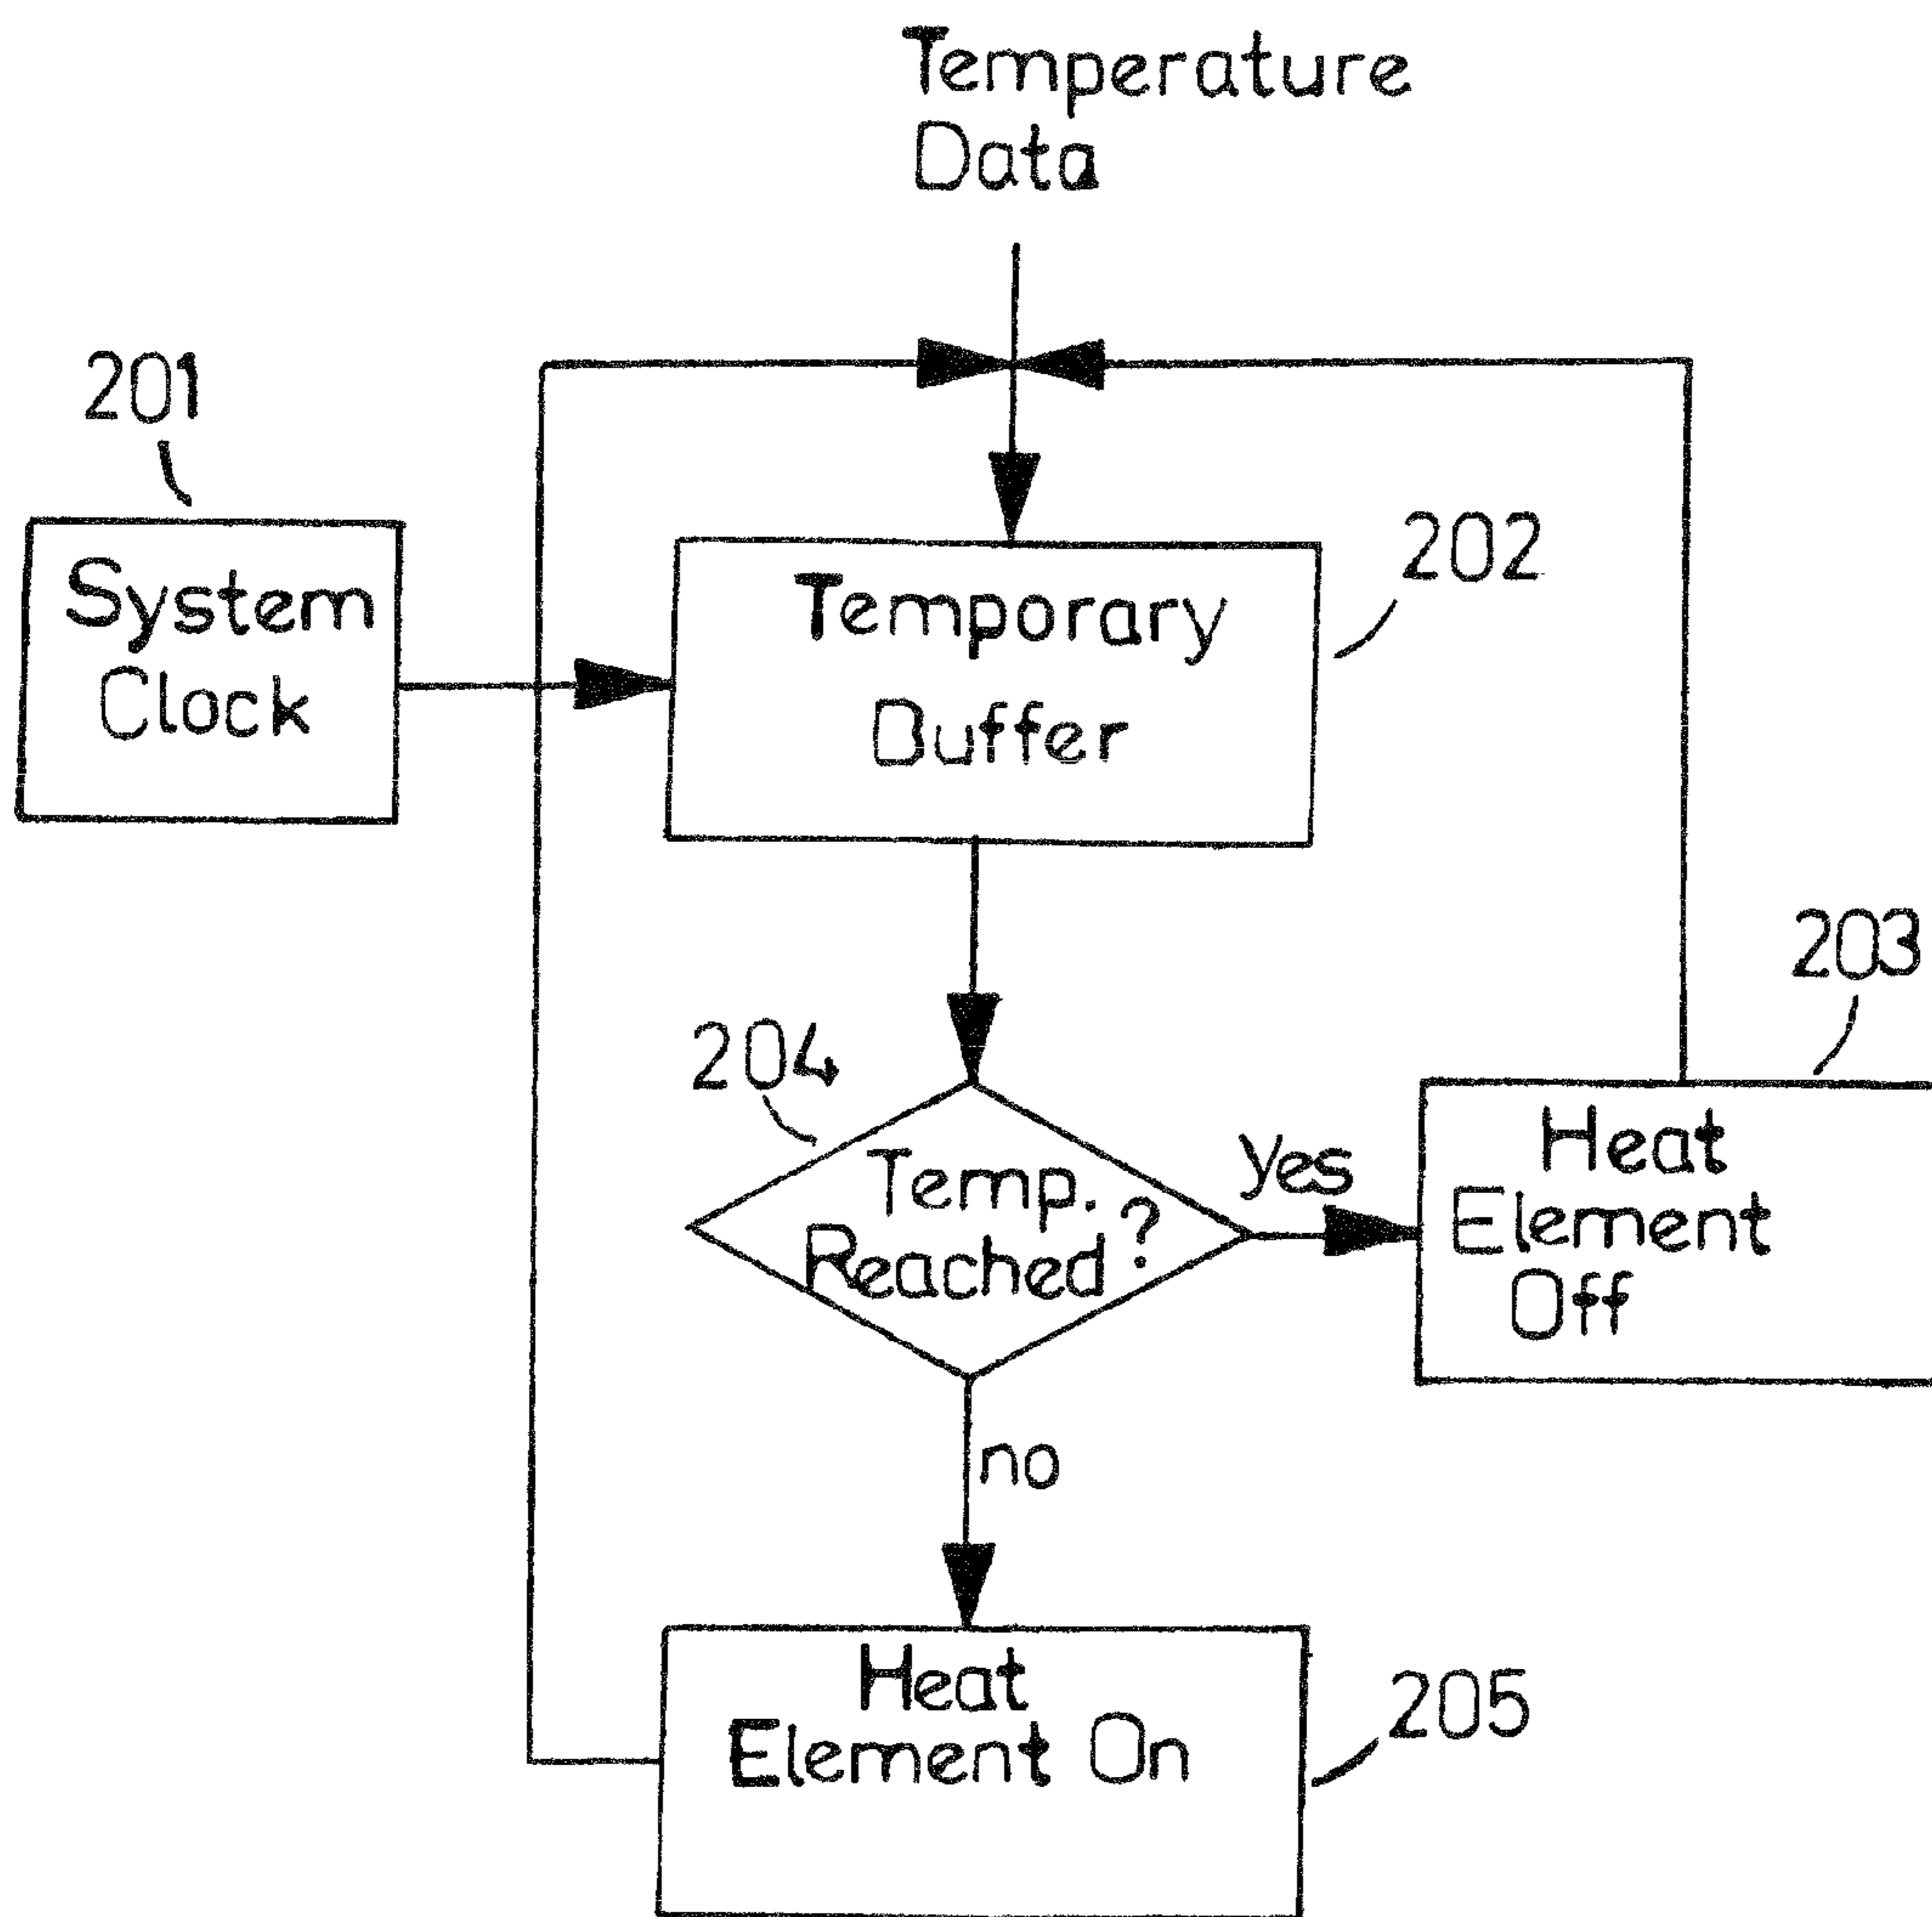 Temperature
Data
201
System
Clock
202
Temporary
Buffer
203
204
Temp.
Reached ?
yes
Heat
Element
Off
no
Heat
Element On
205